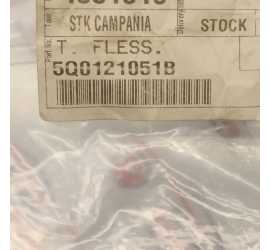 STK CAMPANIA STOCK
T. FLESS.
5Q0121051B